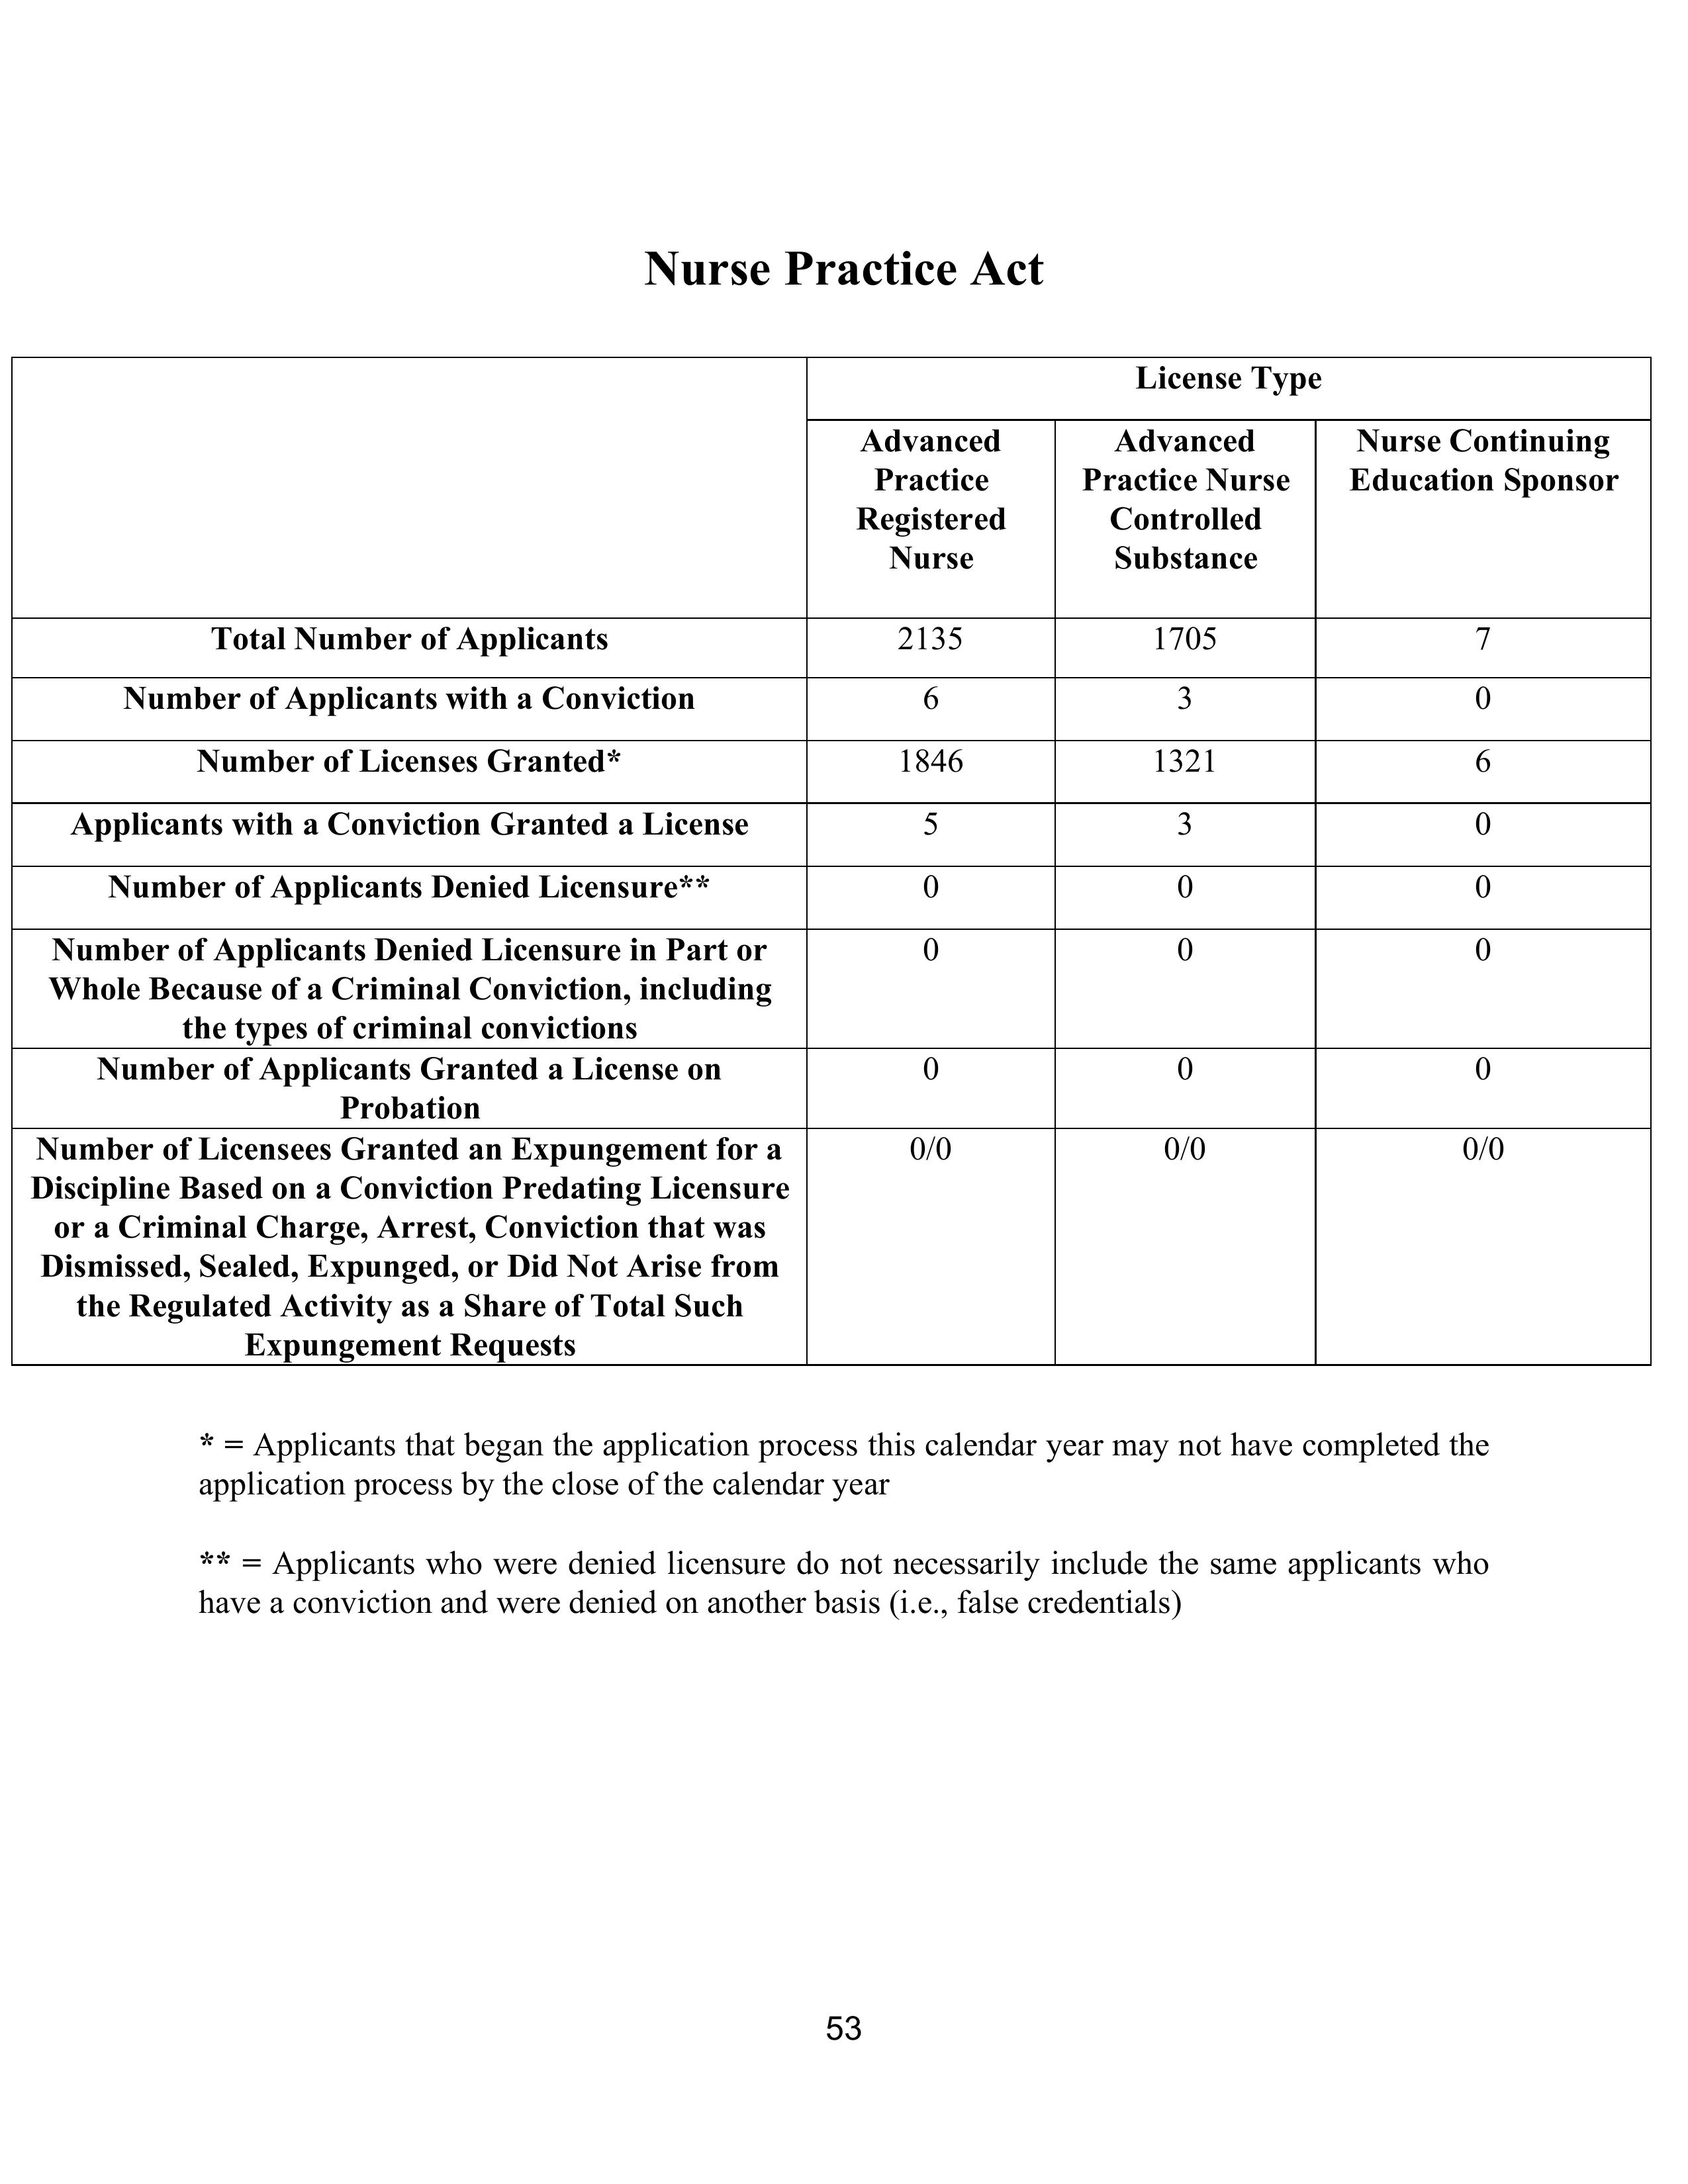 Nurse Practice Act
License Type
Advanced
Practice
Registered
Nurse
Advanced
Practice Nurse
Controlled
Substance
Nurse Continuing
Education Sponsor
Total Number of Applicants
2135
1705
7
Number of Applicants with a Conviction
6
3
0
Number of Licenses Granted*
1846
1321
6
Applicants with a Conviction Granted a License
5
3
0
Number of Applicants Denied Licensure**
0
0
0
Number of Applicants Denied Licensure in Part or
Whole Because of a Criminal Conviction, including
the types of criminal convictions
0
0
0
Number of Applicants Granted a License on
Probation
0
0
0
Number of Licensees Granted an Expungement for a
Discipline Based on a Conviction Predating Licensure
or a Criminal Charge, Arrest, Conviction that was
Dismissed, Sealed, Expunged, or Did Not Arise from
the Regulated Activity as a Share of Total Such
Expungement Requests
0/0
0/0
0/0
* = Applicants that began the application process this calendar year may not have completed the
application process by the close of the calendar year
** = Applicants who were denied licensure do not necessarily include the same applicants who
have a conviction and were denied on another basis (i.e., false credentials)
53